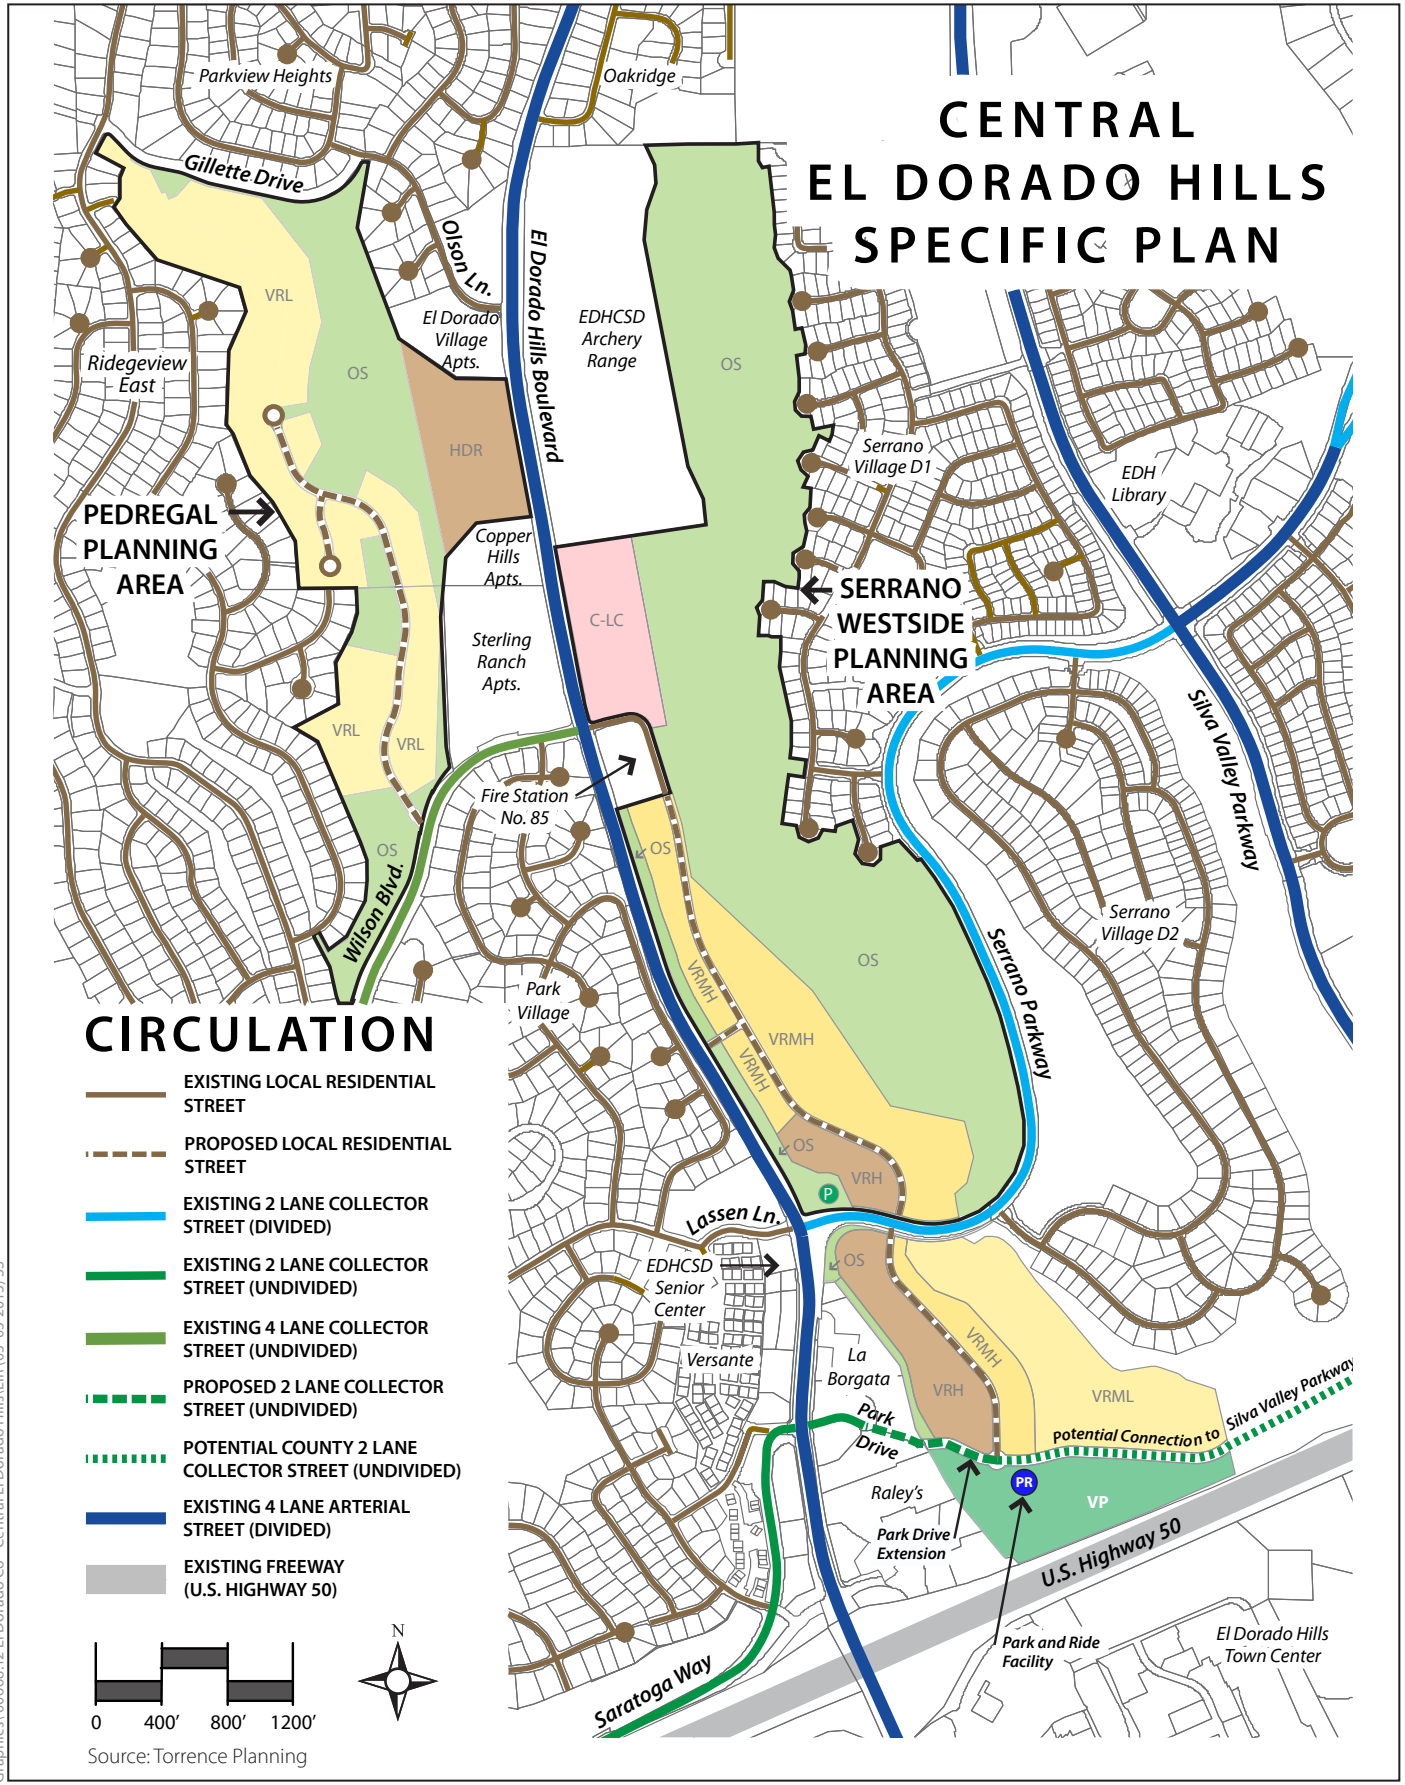 CENTRAL
EL DORADO HILLS
SPECIFIC PLAN
Parkview Heights
Oakridge
Gillette Drive
Olson Ln.
El Dorado Hills Boulevard
El Dorado
Village
Apts.
EDHCSD
Archery
Range
VRL
OS
OS
Ridgeview
East
HDR
Serrano
Village D1
EDH
Library
PEDREGAL
PLANNING
AREA
Copper
Hills
Apts.
SERRANO
WESTSIDE
PLANNING
AREA
C-LC
Sterling
Ranch
Apts.
Silva Valley Parkway
VRL
VRL
Fire Station
No. 85
OS
OS
Wilson Blvd.
Serrano
Village D2
Serrano Parkway
OS
Park
Village
VRMH
VRMH
VRMH
OS
VRH
P
Lassen Ln.
EDHCSD
Senior
Center
OS
Versante
La
Borgata
VRMH
VRH
VRML
Park
Drive
Potential Connection to
Silva Valley Parkway
Raley's
PR
VP
Park Drive
Extension
U.S. Highway 50
Park and Ride
Facility
El Dorado Hills
Town Center
Saratoga Way
CIRCULATION
EXISTING LOCAL RESIDENTIAL
STREET
PROPOSED LOCAL RESIDENTIAL
STREET
EXISTING 2 LANE COLLECTOR
STREET (DIVIDED)
EXISTING 2 LANE COLLECTOR
STREET (UNDIVIDED)
EXISTING 4 LANE COLLECTOR
STREET (UNDIVIDED)
PROPOSED 2 LANE COLLECTOR
STREET (UNDIVIDED)
POTENTIAL COUNTY 2 LANE
COLLECTOR STREET (UNDIVIDED)
EXISTING 4 LANE ARTERIAL
STREET (DIVIDED)
EXISTING FREEWAY
(U.S. HIGHWAY 50)
N
0 400' 800' 1200'
Source: Torrence Planning